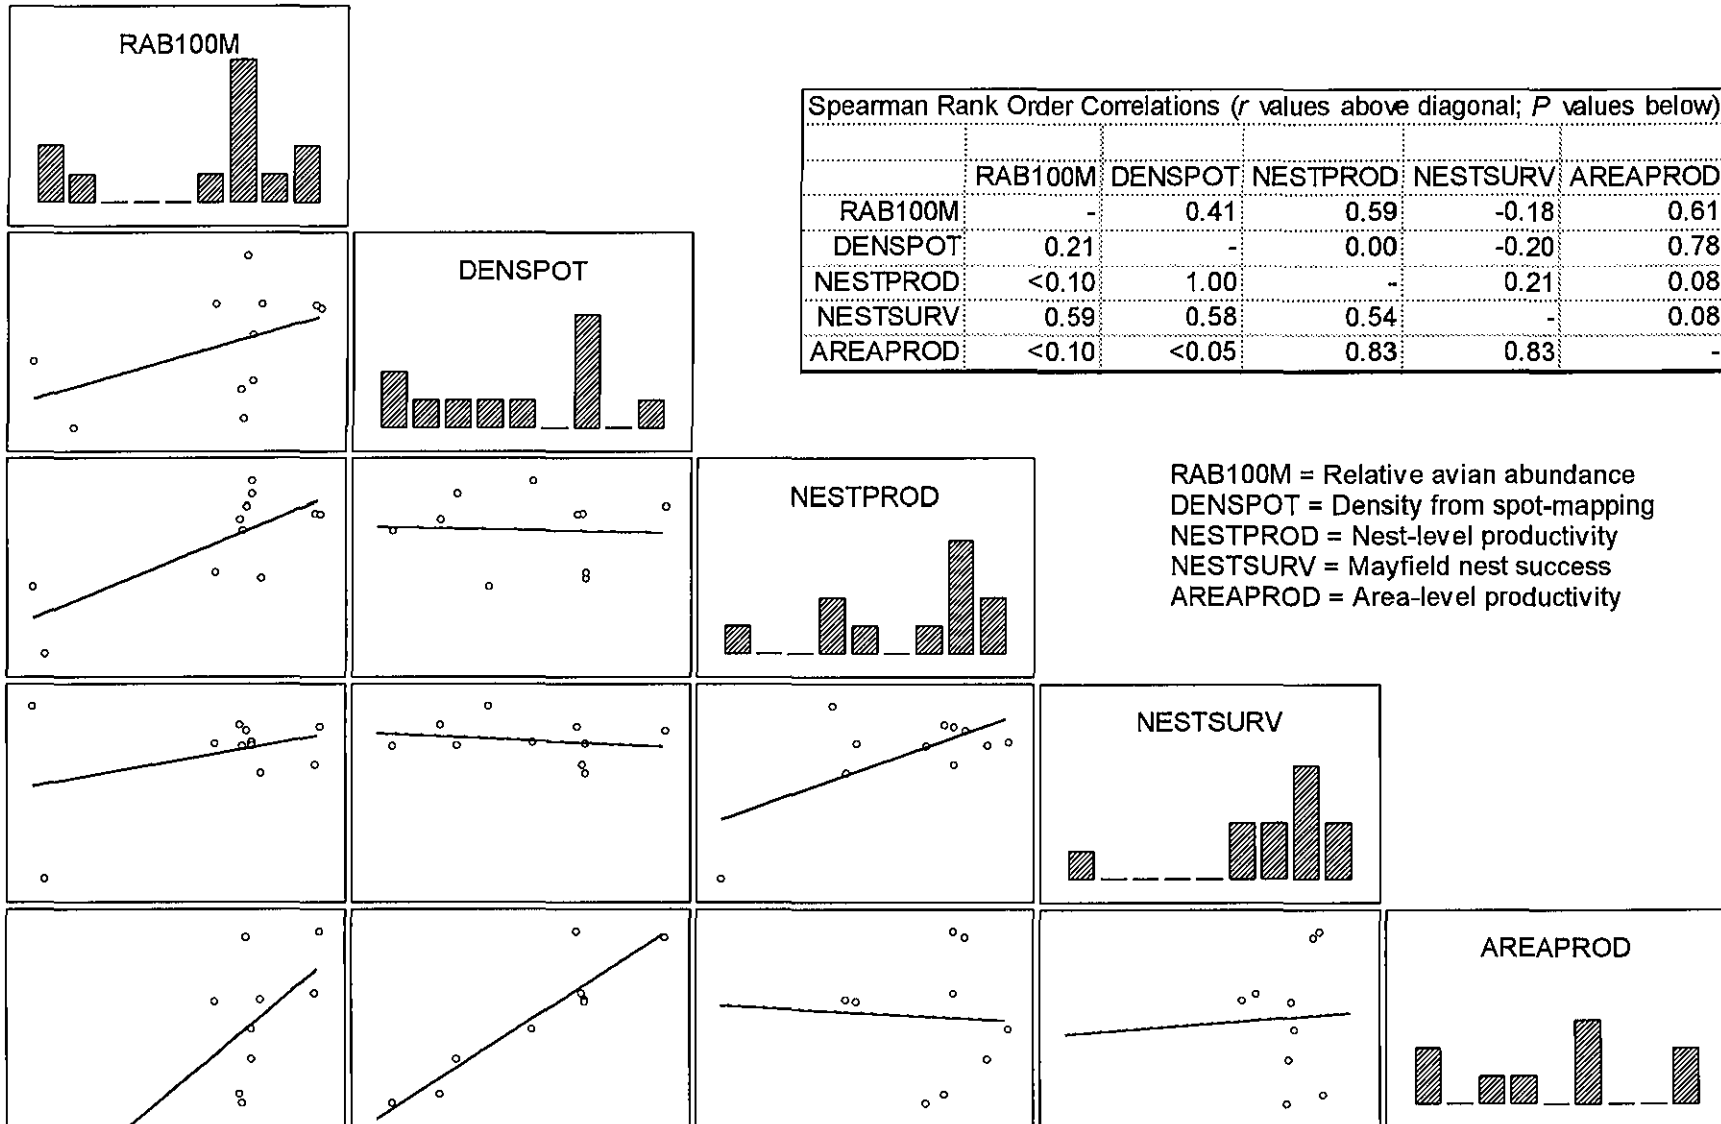 RAB100M
Spearman Rank Order Correlations (r values above diagonal; P values below)
RAB100M DENSPOT NESTPROD NESTSURV AREAPROD
RAB100M - 0.41 0.59 -0.18 0.61
DENSPOT 0.21 - 0.00 -0.20 0.78
NESTPROD <0.10 1.00 - 0.21 0.08
NESTSURV 0.59 0.58 0.54 - 0.08
AREAPROD <0.10 <0.05 0.83 0.83 -
DENSPOT
NESTPROD
RAB100M = Relative avian abundance
DENSPOT = Density from spot-mapping
NESTPROD = Nest-level productivity
NESTSURV = Mayfield nest success
AREAPROD = Area-level productivity
NESTSURV
AREAPROD